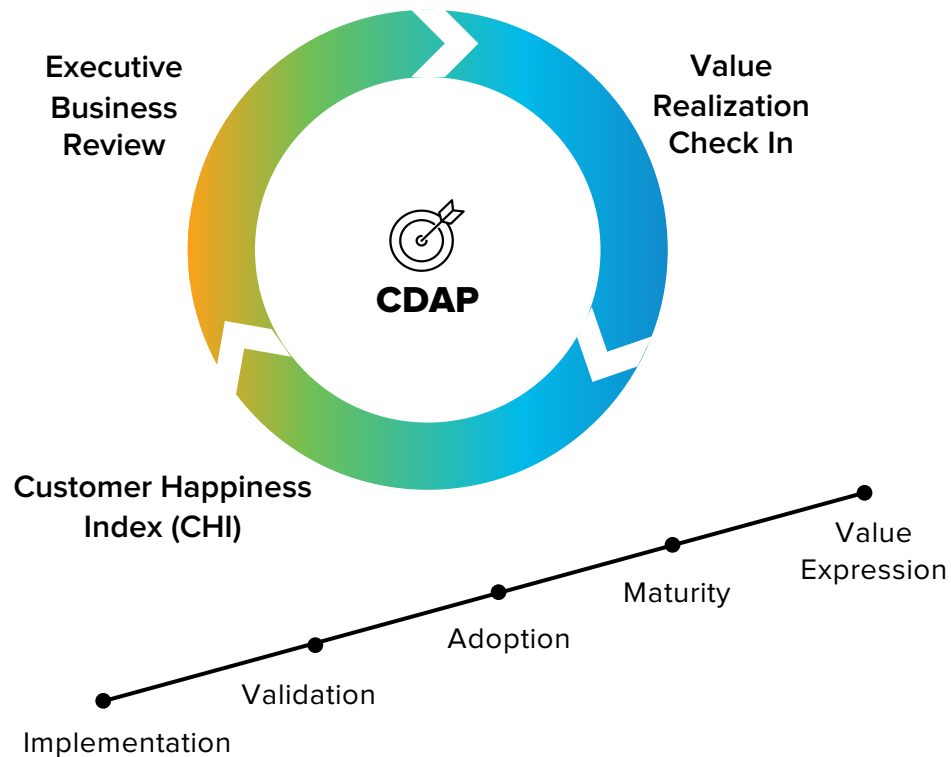 Executive
Business
Review
Value
Realization
Check In
CDAP
Customer Happiness
Index (CHI)
Value
Expression
Maturity
Adoption
Validation
Implementation